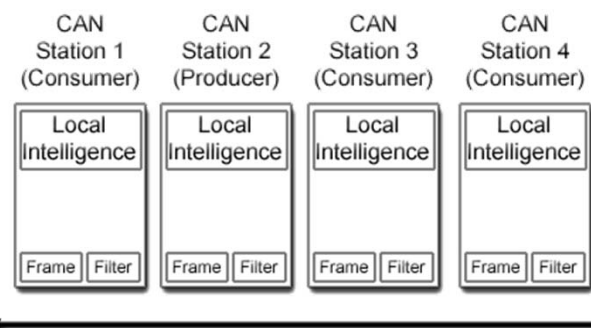 CAN
Station 1
(Consumer)
CAN
Station 2
(Producer)
CAN
Station 3
(Consumer)
CAN
Station 4
(Consumer)
Local
Intelligence
Frame
Filter
Local
Intelligence
Frame
Filter
Local
Intelligence
Frame
Filter
Local
Intelligence
Frame
Filter